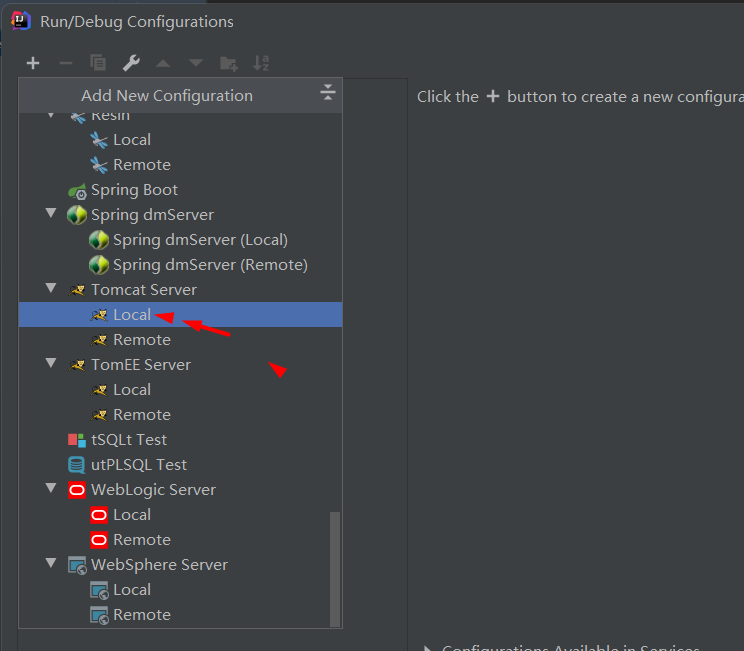 Run/Debug Configurations
Add New Configuration
Click the + button to create a new configura
Resin
Local
Remote
Spring Boot
Spring dmServer
Spring dmServer (Local)
Spring dmServer (Remote)
Tomcat Server
Local
Remote
TomEE Server
Local
Remote
tSQLt Test
utPLSQL Test
WebLogic Server
Local
Remote
WebSphere Server
Local
Remote
Configurations Available in Services